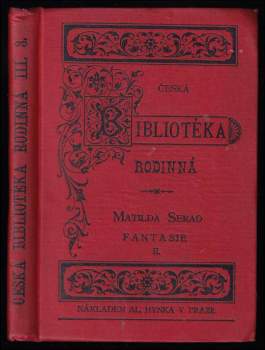 ČESKÁ BIBLIOTÉKA RODINNÁ III. 8.
ČESKÁ
BIBLIOTÉKA
RODINNÁ
MATILDA SERAO
FANTASIE
II.
NÁKLADEM AL. HYNKA V PRAZE.